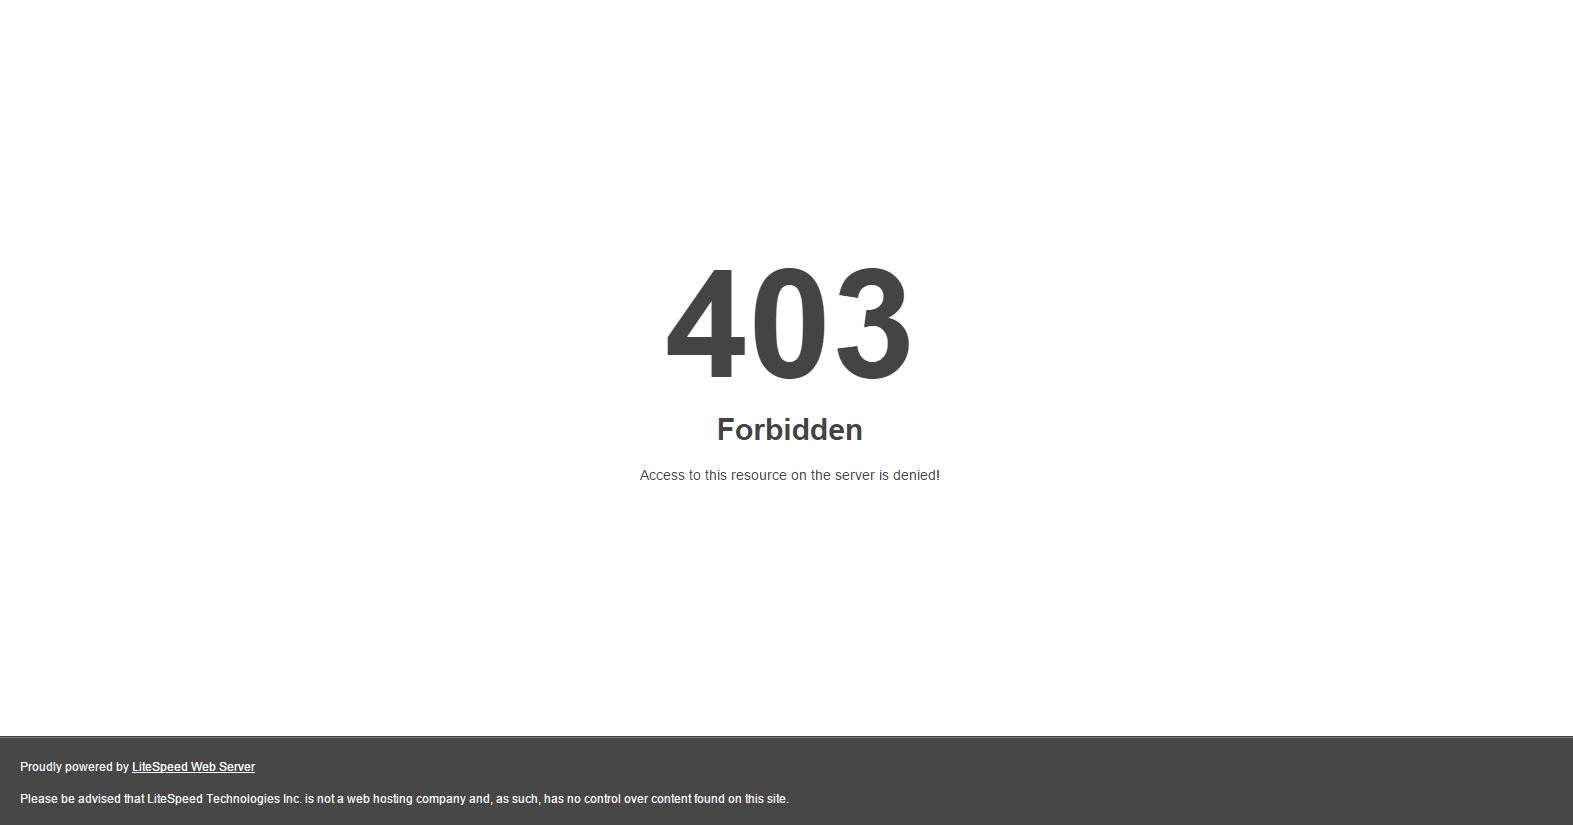 403
Forbidden
Access to this resource on the server is denied!
Proudly powered by LiteSpeed Web Server
Please be advised that LiteSpeed Technologies Inc. is not a web hosting company and, as such, has no control over content found on this site.